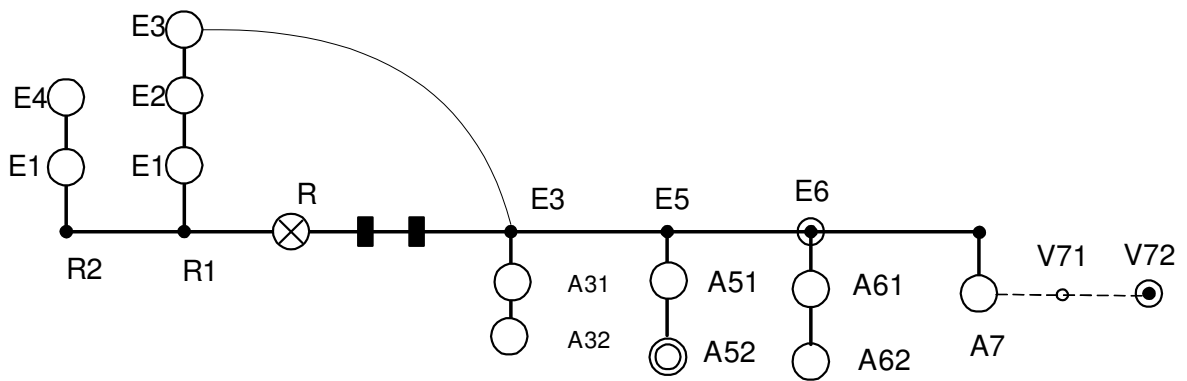 E3
E4 E2
E1 E1
R E3 E5 E6
R2 R1 V71 V72
A31 A51 A61
A32 A52 A62 A7